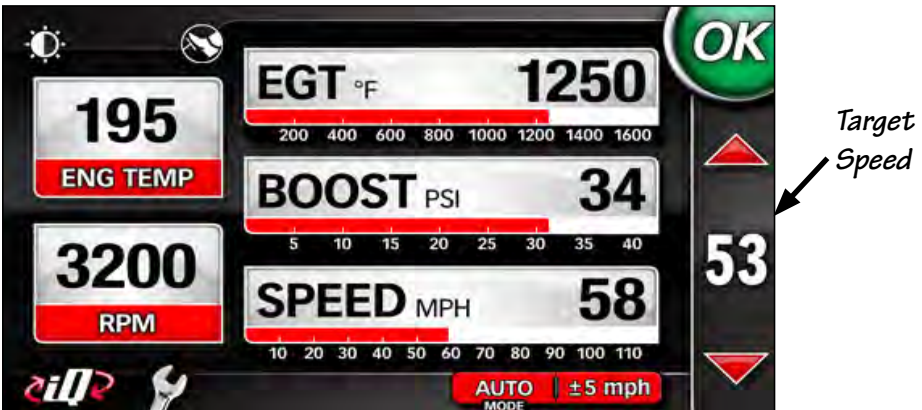 OK
195
ENG TEMP
3200
RPM
EGT °F 1250
200 400 600 800 1000 1200 1400 1600
BOOST PSI 34
5 10 15 20 25 30 35 40
SPEED MPH 58
10 20 30 40 50 60 70 80 90 100 110
53
Target
Speed
iQ
AUTO ±5 mph
MODE